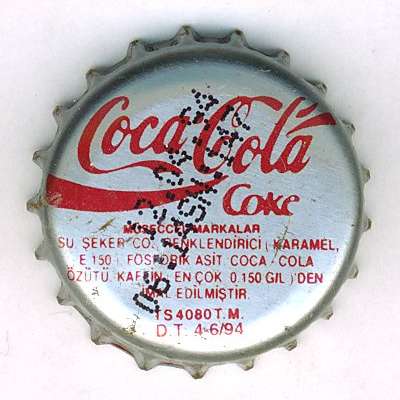 Coca-Cola
Coke
MÜSECCEL MARKALAR
SU, ŞEKER CO₂, RENKLENDİRİCİ ( KARAMEL,
E 150 ) FOSFORİK ASİT COCA-COLA
ÖZÜTÜ KAFEİN ( EN ÇOK 0.150 G/L )'DEN
İMAL EDİLMİŞTİR.
TS 4080 T.M.
D.T. 4-6/94